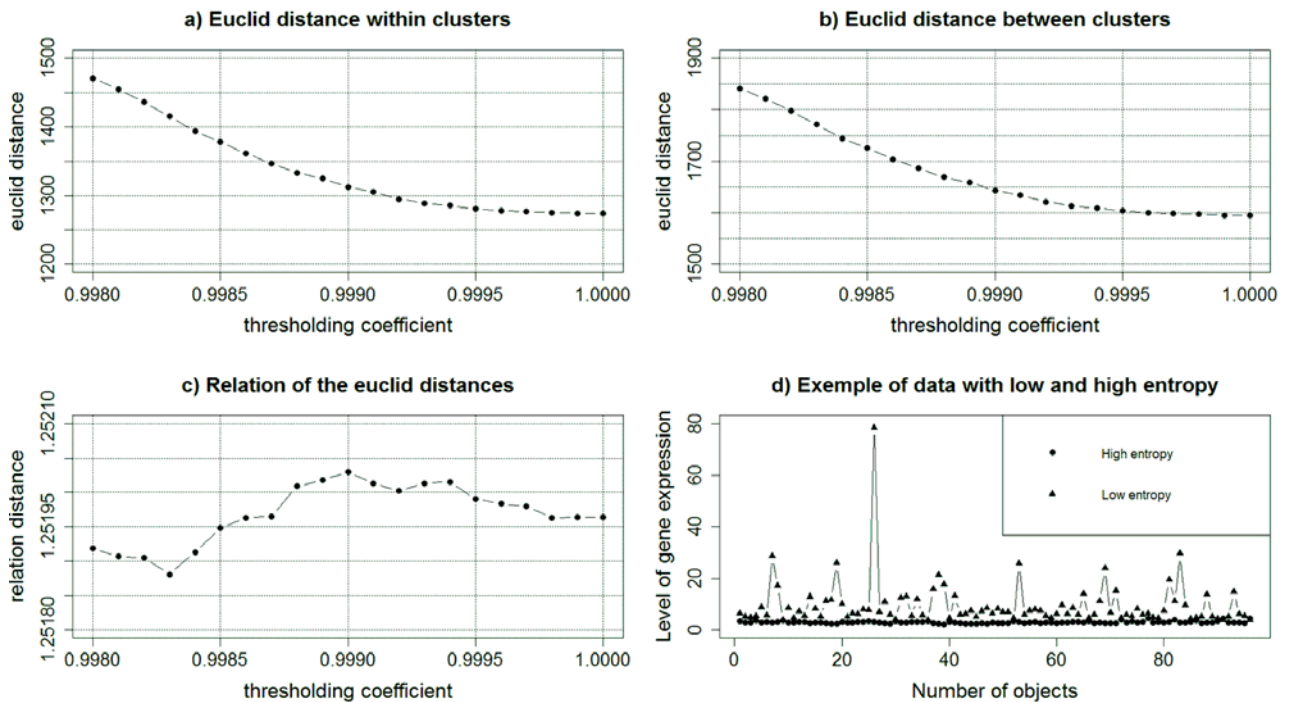 a) Euclid distance within clusters
euclid distance
1500
1400
1300
1200
0.9980 0.9985 0.9990 0.9995 1.0000
thresholding coefficient
b) Euclid distance between clusters
euclid distance
1900
1700
1500
0.9980 0.9985 0.9990 0.9995 1.0000
thresholding coefficient
c) Relation of the euclid distances
relation distance
1.25210
1.25195
1.25180
0.9980 0.9985 0.9990 0.9995 1.0000
thresholding coefficient
d) Exemple of data with low and high entropy
Level of gene expression
80
60
40
20
0
High entropy
Low entropy
0 20 40 60 80
Number of objects